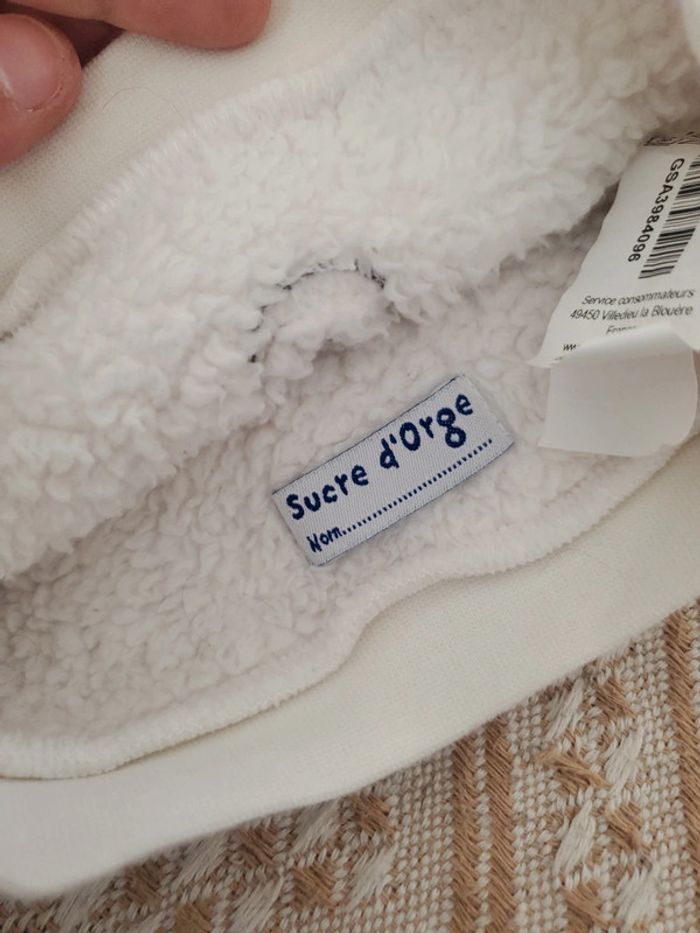 GSA3984096
Service consommateurs
49450 Villedieu la Blouère
Sucre d'Orge
Nom......................